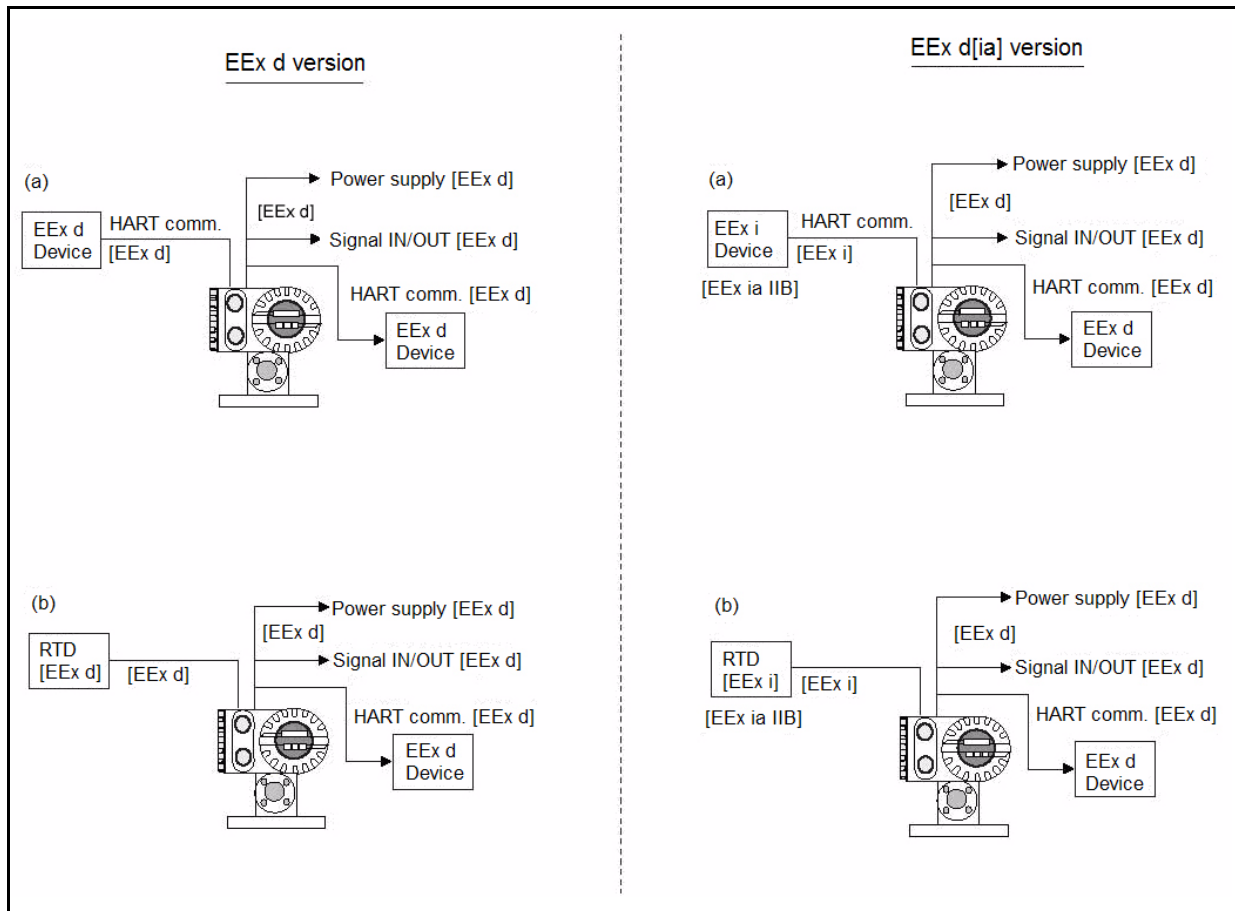 EEx d version
(a)
Power supply [EEx d]
[EEx d]
EEx d
Device
HART comm.
[EEx d]
Signal IN/OUT [EEx d]
HART comm. [EEx d]
EEx d
Device
(b)
Power supply [EEx d]
[EEx d]
RTD
[EEx d]
[EEx d]
Signal IN/OUT [EEx d]
HART comm. [EEx d]
EEx d
Device
EEx d[ia] version
(a)
Power supply [EEx d]
[EEx d]
EEx i
Device
HART comm.
[EEx i]
[EEx ia IIB]
Signal IN/OUT [EEx d]
HART comm. [EEx d]
EEx d
Device
(b)
Power supply [EEx d]
[EEx d]
RTD
[EEx i]
[EEx i]
[EEx ia IIB]
Signal IN/OUT [EEx d]
HART comm. [EEx d]
EEx d
Device